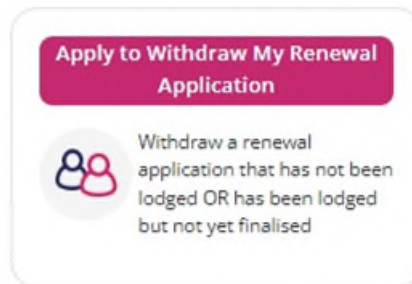 Apply to Withdraw My Renewal
Application
Withdraw a renewal
application that has not been
lodged OR has been lodged
but not yet finalised